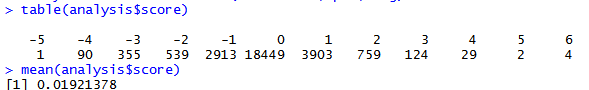 > table(analysis$score)
-5 -4 -3 -2 -1 0 1 2 3 4 5 6
1 90 355 539 2913 18449 3903 759 124 29 2 4
> mean(analysis$score)
[1] 0.01921378